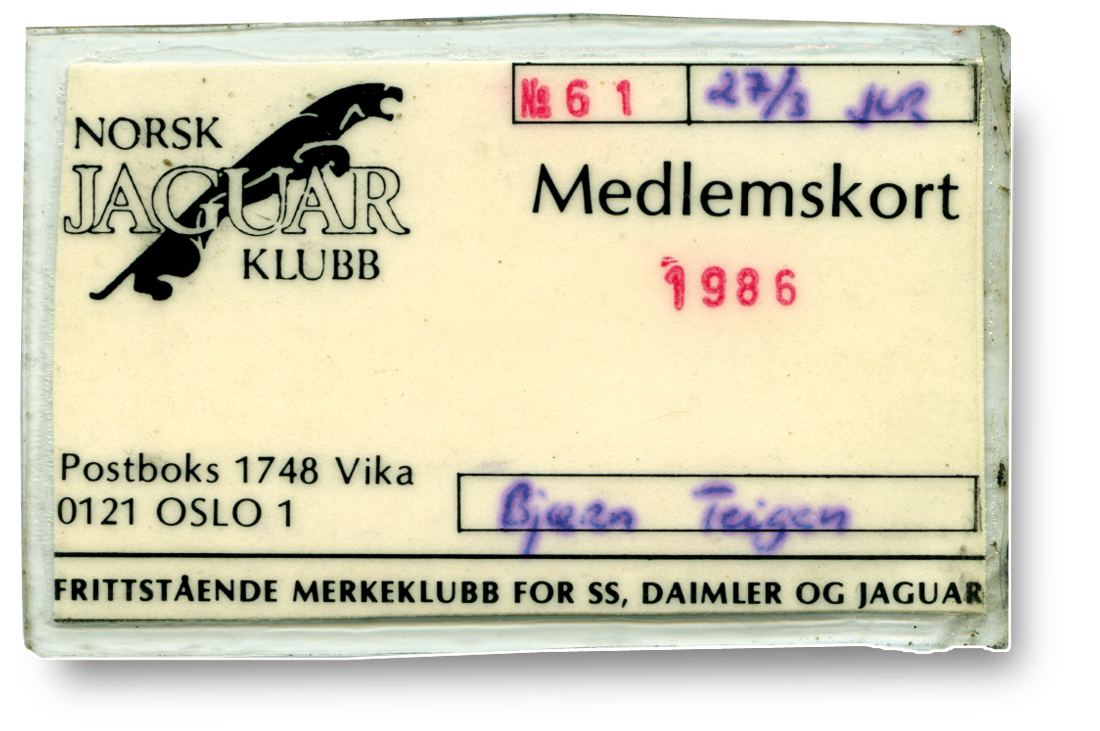 NORSK
JAGUAR
KLUBB
№ 61
27/3
Medlemskort
1986
Postboks 1748 Vika
0121 OSLO 1
Bjørn Teigen
FRITTSTÅENDE MERKEKLUBB FOR SS, DAIMLER OG JAGUAR